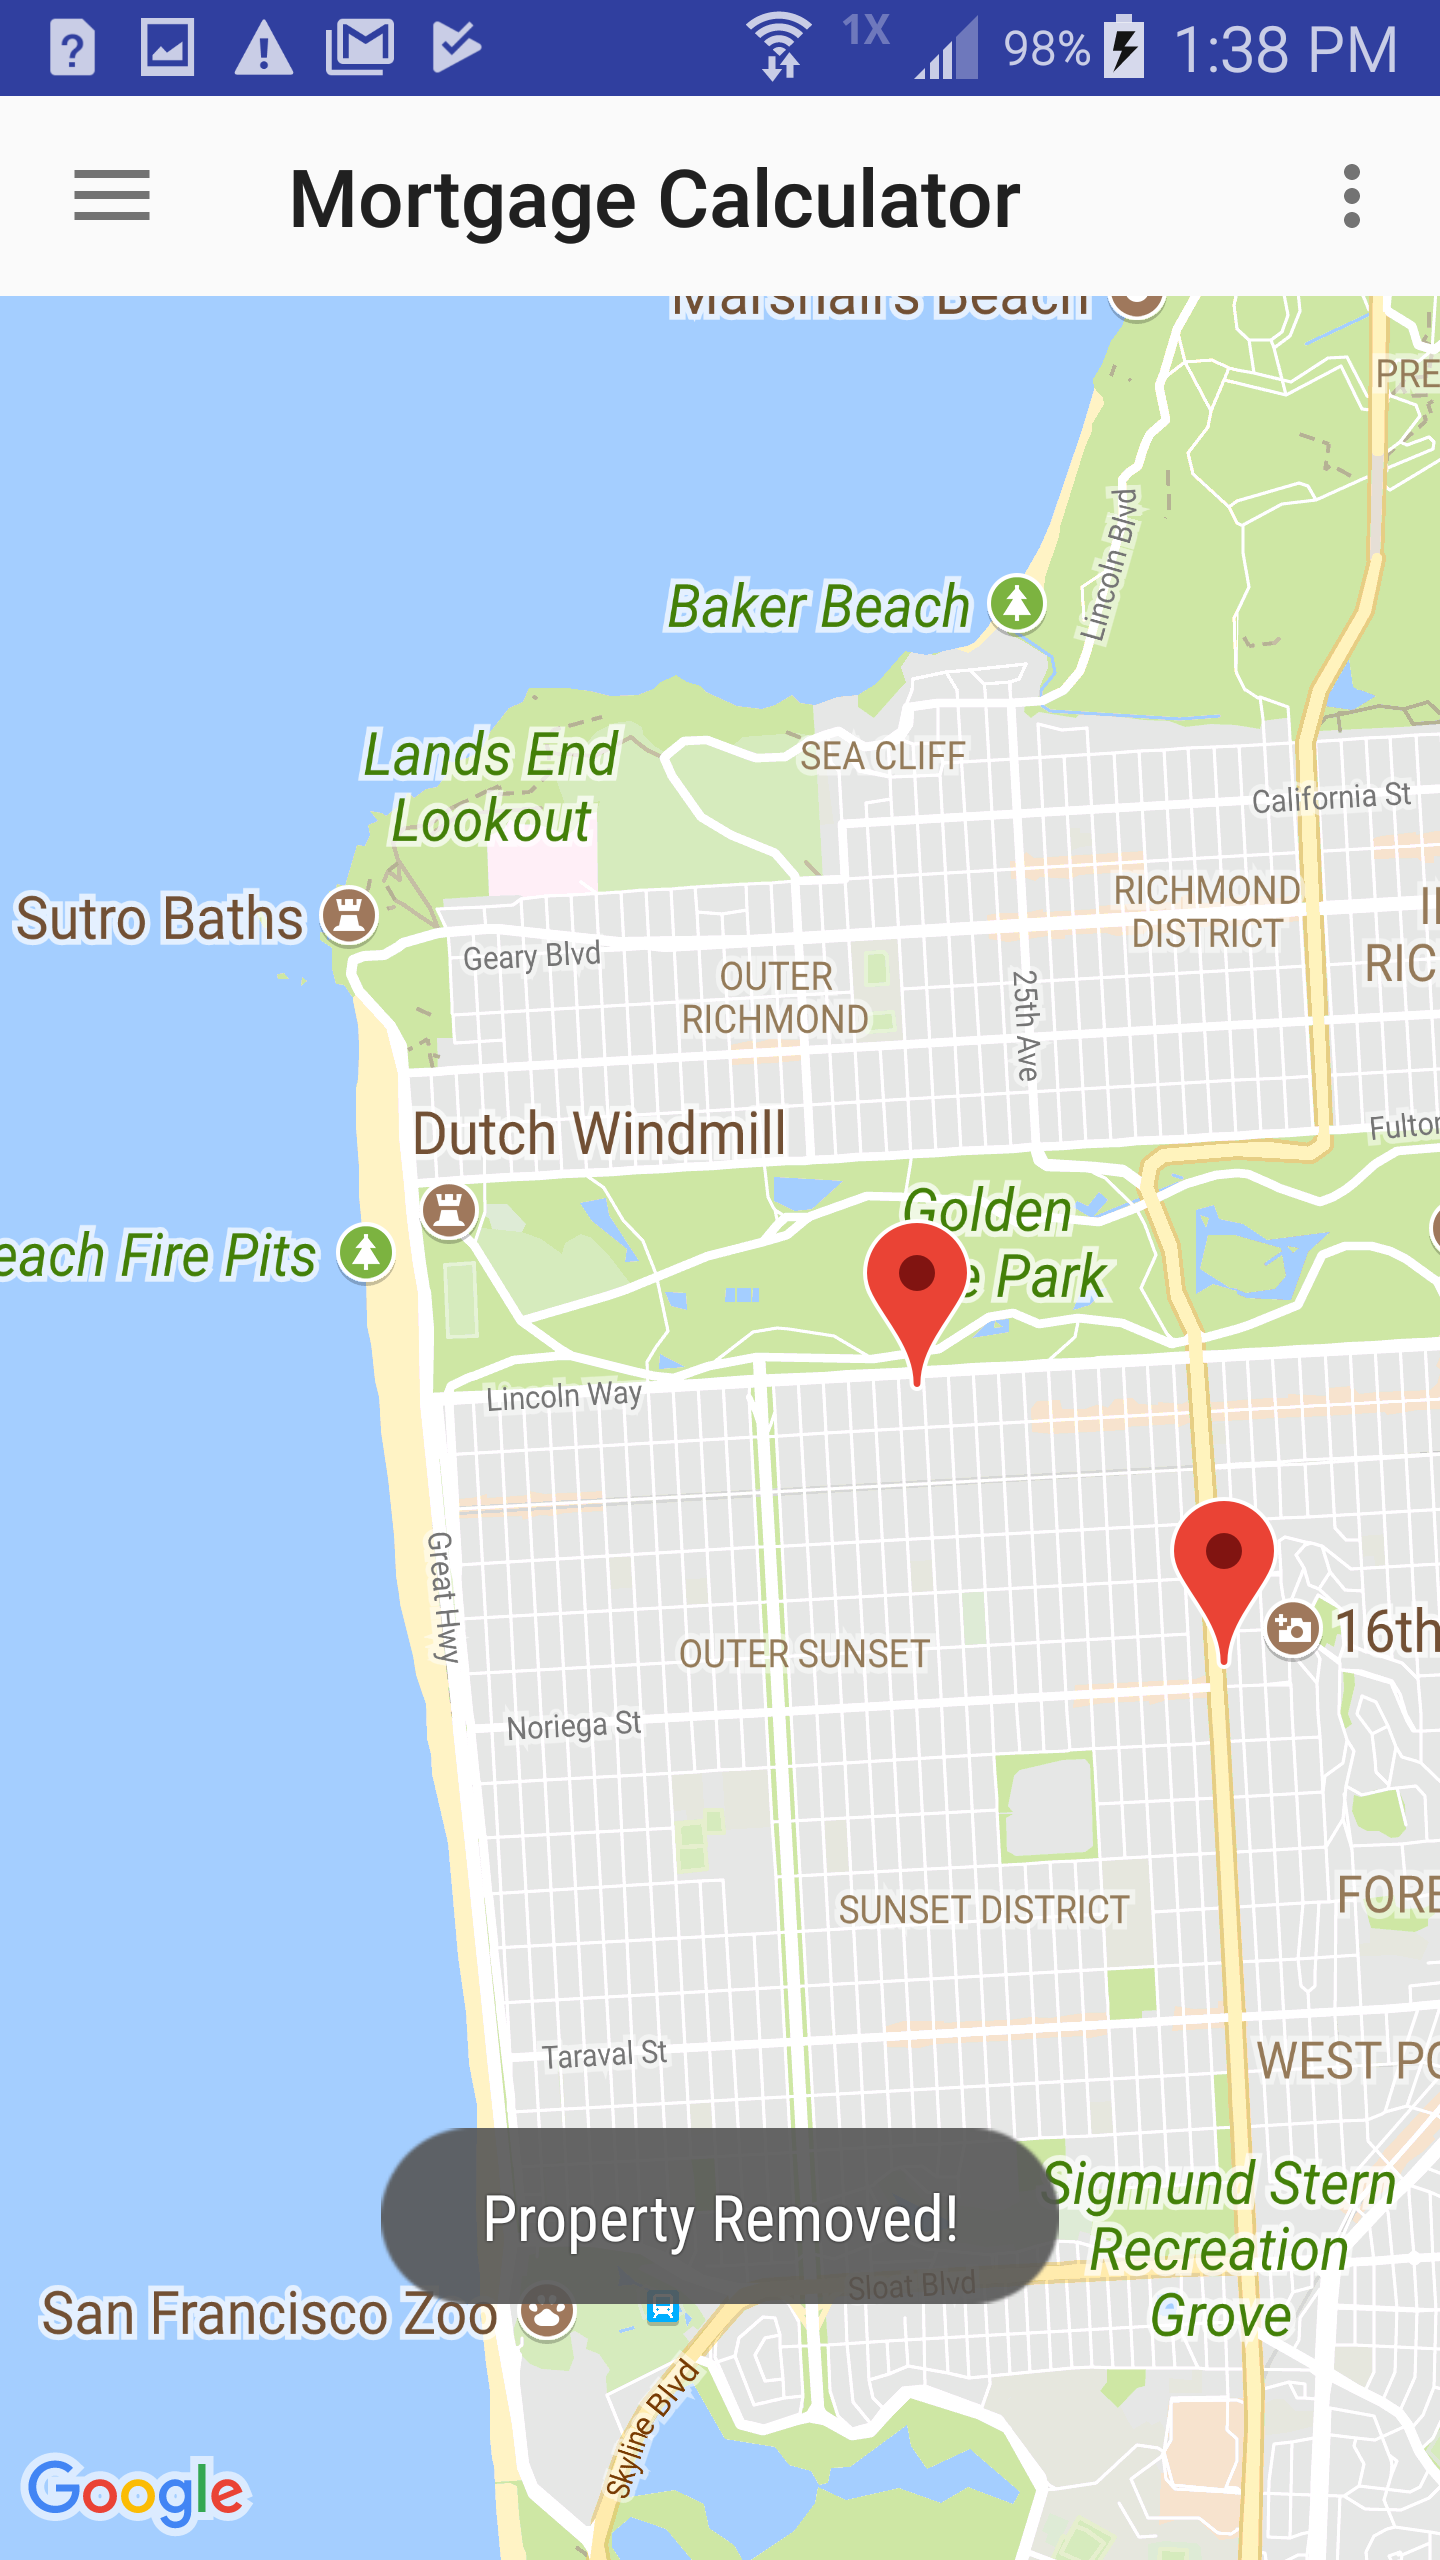 1X 98% 1:38 PM
Mortgage Calculator
Marshall's Beach
PRE
Lincoln Blvd
Baker Beach
Lands End
Lookout
SEA CLIFF
California St
RICHMOND
DISTRICT
RIC
Sutro Baths
Geary Blvd
OUTER
RICHMOND
25th Ave
Fulton
Dutch Windmill
Golden
e Park
each Fire Pits
Lincoln Way
Great Hwy
OUTER SUNSET
16th
Noriega St
SUNSET DISTRICT
FORE
Taraval St
WEST PO
Property Removed!
Sigmund Stern
Recreation
Grove
Sloat Blvd
San Francisco Zoo
Skyline Blvd
Google